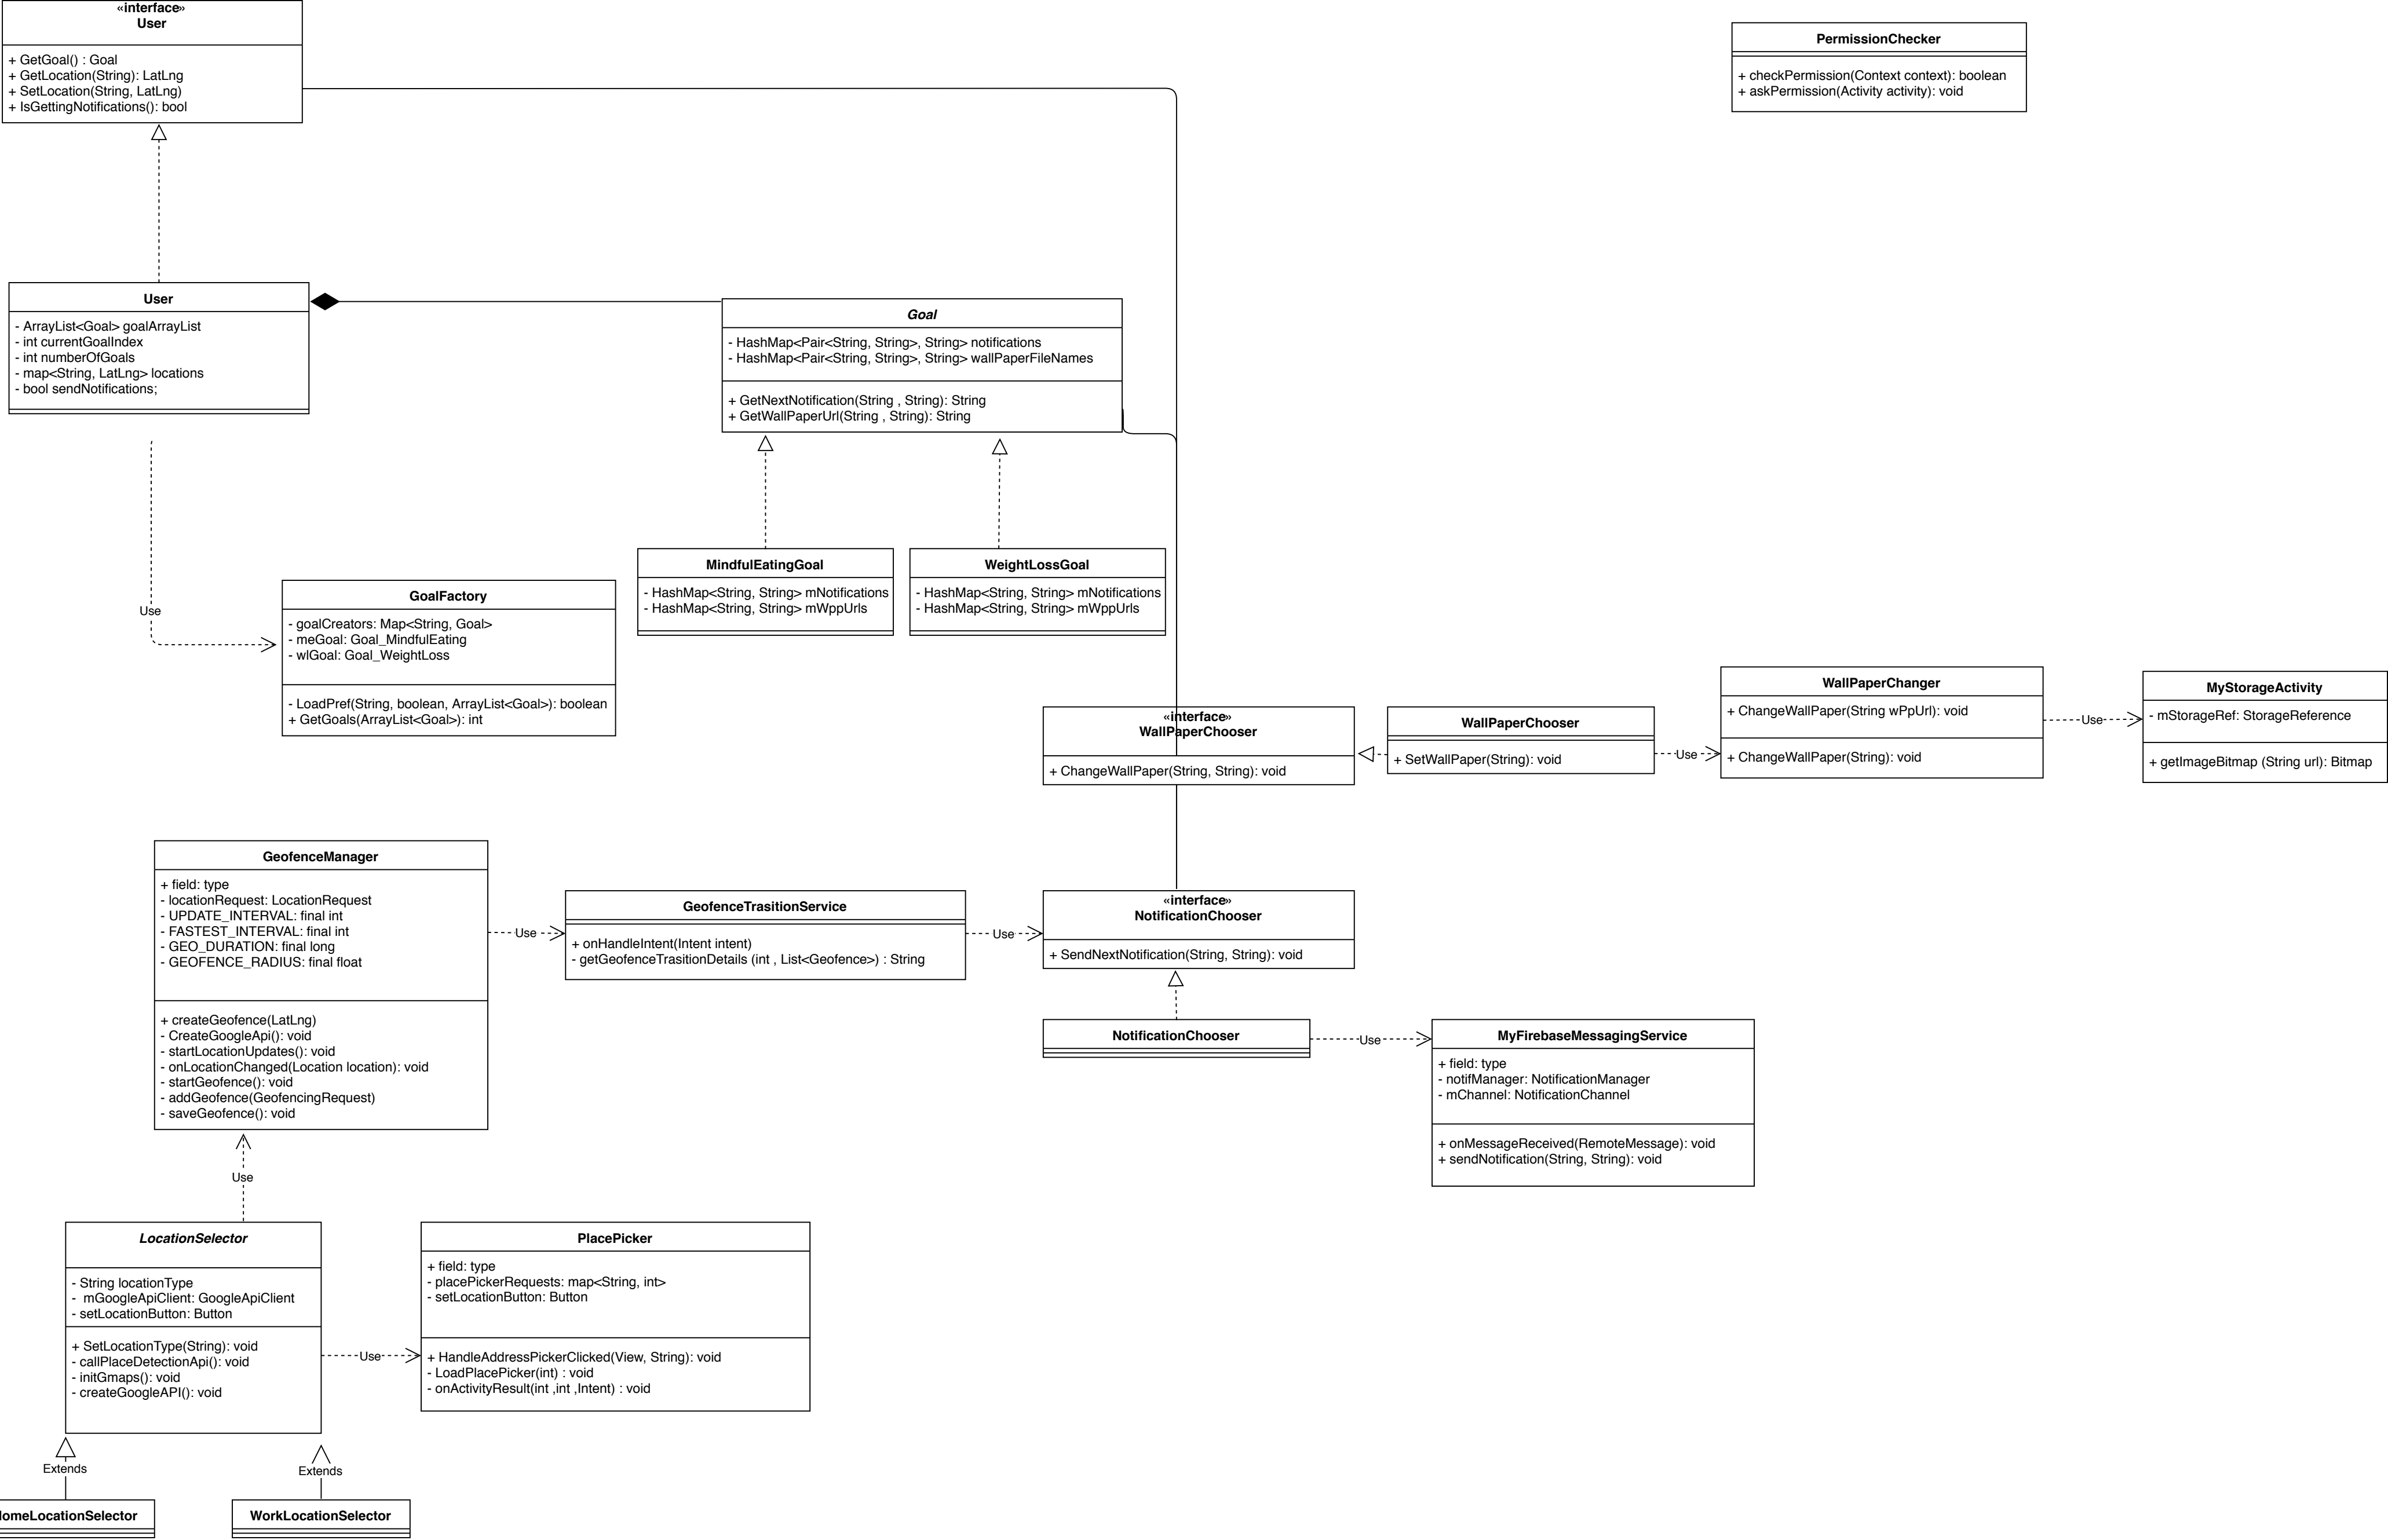 «interface»
User
+ GetGoal() : Goal
+ GetLocation(String): LatLng
+ SetLocation(String, LatLng)
+ IsGettingNotifications(): bool
PermissionChecker
+ checkPermission(Context context): boolean
+ askPermission(Activity activity): void
User
- ArrayList<Goal> goalArrayList
- int currentGoalIndex
- int numberOfGoals
- map<String, LatLng> locations
- bool sendNotifications;
Goal
- HashMap<Pair<String, String>, String> notifications
- HashMap<Pair<String, String>, String> wallPaperFileNames
+ GetNextNotification(String , String): String
+ GetWallPaperUrl(String , String): String
Use
GoalFactory
- goalCreators: Map<String, Goal>
- meGoal: Goal_MindfulEating
- wlGoal: Goal_WeightLoss
- LoadPref(String, boolean, ArrayList<Goal>): boolean
+ GetGoals(ArrayList<Goal>): int
MindfulEatingGoal
- HashMap<String, String> mNotifications
- HashMap<String, String> mWppUrls
WeightLossGoal
- HashMap<String, String> mNotifications
- HashMap<String, String> mWppUrls
«interface»
WallPaperChooser
+ ChangeWallPaper(String, String): void
WallPaperChooser
+ SetWallPaper(String): void
Use
WallPaperChanger
+ ChangeWallPaper(String wPpUrl): void
+ ChangeWallPaper(String): void
Use
MyStorageActivity
- mStorageRef: StorageReference
+ getImageBitmap (String url): Bitmap
GeofenceManager
+ field: type
- locationRequest: LocationRequest
- UPDATE_INTERVAL: final int
- FASTEST_INTERVAL: final int
- GEO_DURATION: final long
- GEOFENCE_RADIUS: final float
+ createGeofence(LatLng)
- CreateGoogleApi(): void
- startLocationUpdates(): void
- onLocationChanged(Location location): void
- startGeofence(): void
- addGeofence(GeofencingRequest)
- saveGeofence(): void
Use
GeofenceTrasitionService
+ onHandleIntent(Intent intent)
- getGeofenceTrasitionDetails (int , List<Geofence>) : String
Use
«interface»
NotificationChooser
+ SendNextNotification(String, String): void
NotificationChooser
Use
MyFirebaseMessagingService
+ field: type
- notifManager: NotificationManager
- mChannel: NotificationChannel
+ onMessageReceived(RemoteMessage): void
+ sendNotification(String, String): void
Use
LocationSelector
- String locationType
- mGoogleApiClient: GoogleApiClient
- setLocationButton: Button
+ SetLocationType(String): void
- callPlaceDetectionApi(): void
- initGmaps(): void
- createGoogleAPI(): void
Use
PlacePicker
+ field: type
- placePickerRequests: map<String, int>
- setLocationButton: Button
+ HandleAddressPickerClicked(View, String): void
- LoadPlacePicker(int) : void
- onActivityResult(int ,int ,Intent) : void
Extends
Extends
omeLocationSelector
WorkLocationSelector